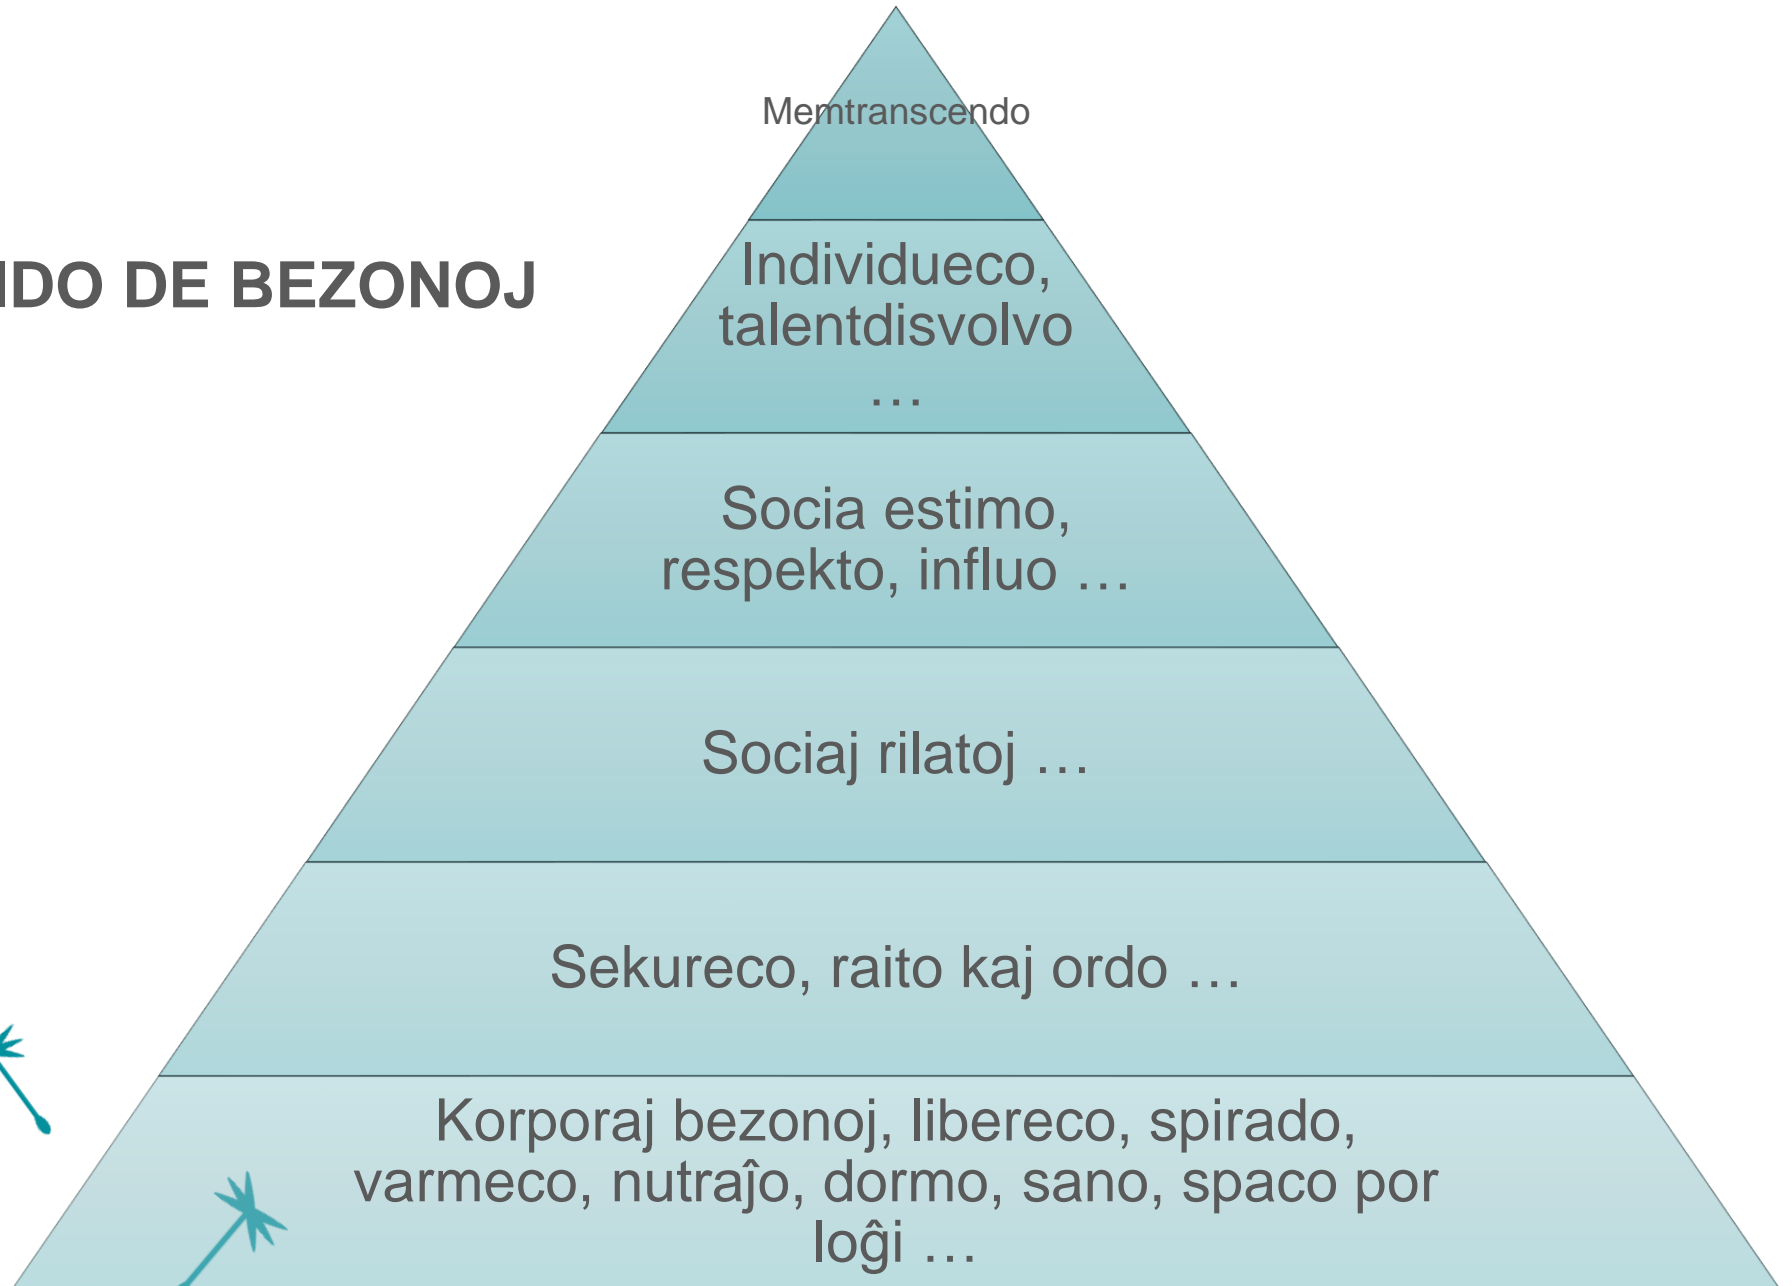 Memtranscendo
DO DE BEZONOJ
Individueco,
talentdisvolvo
…
Socia estimo,
respekto, influo …
Sociaj rilatoj …
Sekureco, raito kaj ordo …
Korporaj bezonoj, libereco, spirado,
varmeco, nutraĵo, dormo, sano, spaco por
loĝi …